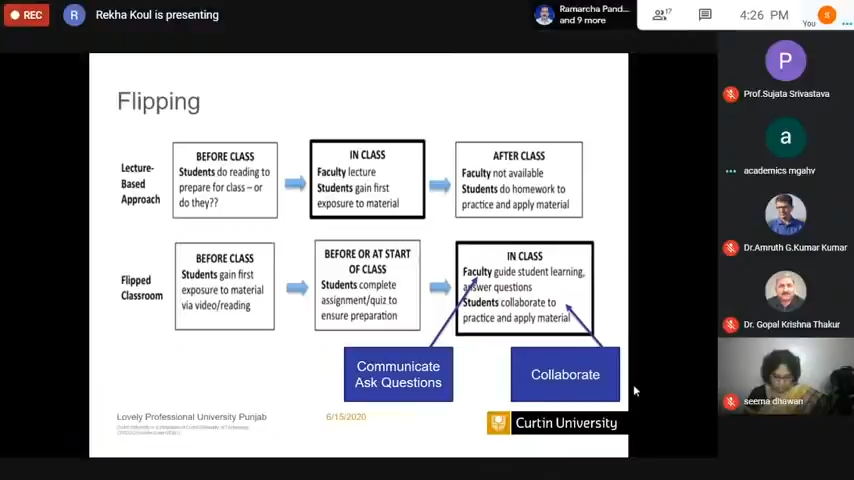 REC
R
Rekha Koul is presenting
Ramarcha Pand...
and 9 more
17
4:26 PM
You
S
Flipping
Lecture-
Based
Approach
BEFORE CLASS
Students do reading to
prepare for class – or
do they??
IN CLASS
Faculty lecture
Students gain first
exposure to material
AFTER CLASS
Faculty not available
Students do homework to
practice and apply material
Flipped
Classroom
BEFORE CLASS
Students gain first
exposure to material
via video/reading
BEFORE OR AT START
OF CLASS
Students complete
assignment/quiz to
ensure preparation
IN CLASS
Faculty guide student learning,
answer questions
Students collaborate to
practice and apply material
Communicate
Ask Questions
Collaborate
Lovely Professional University Punjab
6/15/2020
Curtin University
P
Prof.Sujata Srivastava
a
academics mgahv
Dr.Amruth G.Kumar Kumar
Dr. Gopal Krishna Thakur
seema dhawan